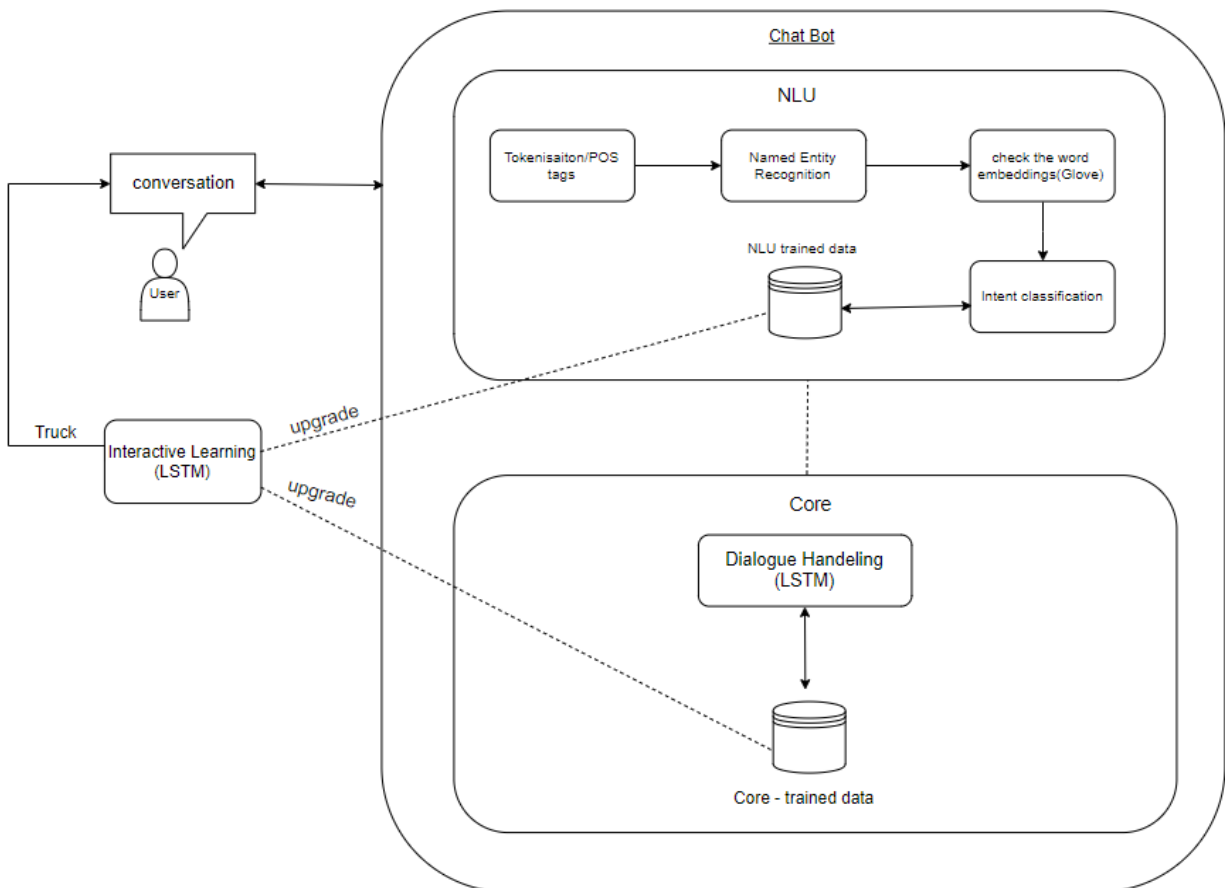 Chat Bot
NLU
Tokenisaiton/POS
tags
Named Entity
Recognition
check the word
embeddings(Glove)
conversation
User
NLU trained data
Intent classification
Truck
Interactive Learning
(LSTM)
upgrade
upgrade
Core
Dialogue Handeling
(LSTM)
Core - trained data